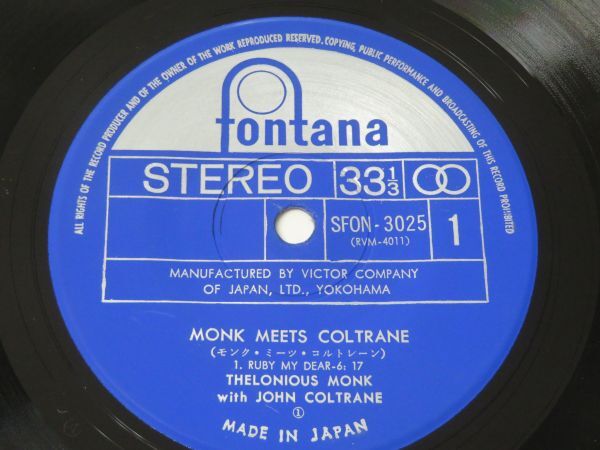 ALL RIGHTS OF THE RECORD PRODUCER AND OF THE OWNER OF THE WORK REPRODUCED RESERVED. COPYING, PUBLIC PERFORMANCE AND BROADCASTING OF THIS RECORD PROHIBITED
fontana
STEREO 33 1/3
SFON-3025 1
(RVM-4011)
MANUFACTURED BY VICTOR COMPANY
OF JAPAN, LTD., YOKOHAMA
MONK MEETS COLTRANE
(モンク・ミーツ・コルトレーン)
1. RUBY MY DEAR-6:17
THELONIOUS MONK
with JOHN COLTRANE
①
MADE IN JAPAN